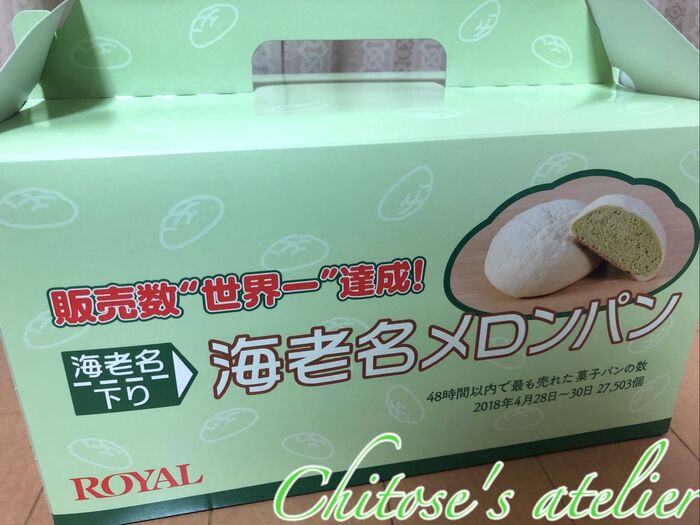 販売数"世界一"達成!
海老名
下り
海老名メロンパン
48時間以内で最も売れた菓子パンの数
2018年4月28日～30日 27,503個
ROYAL
Chitose's atelier